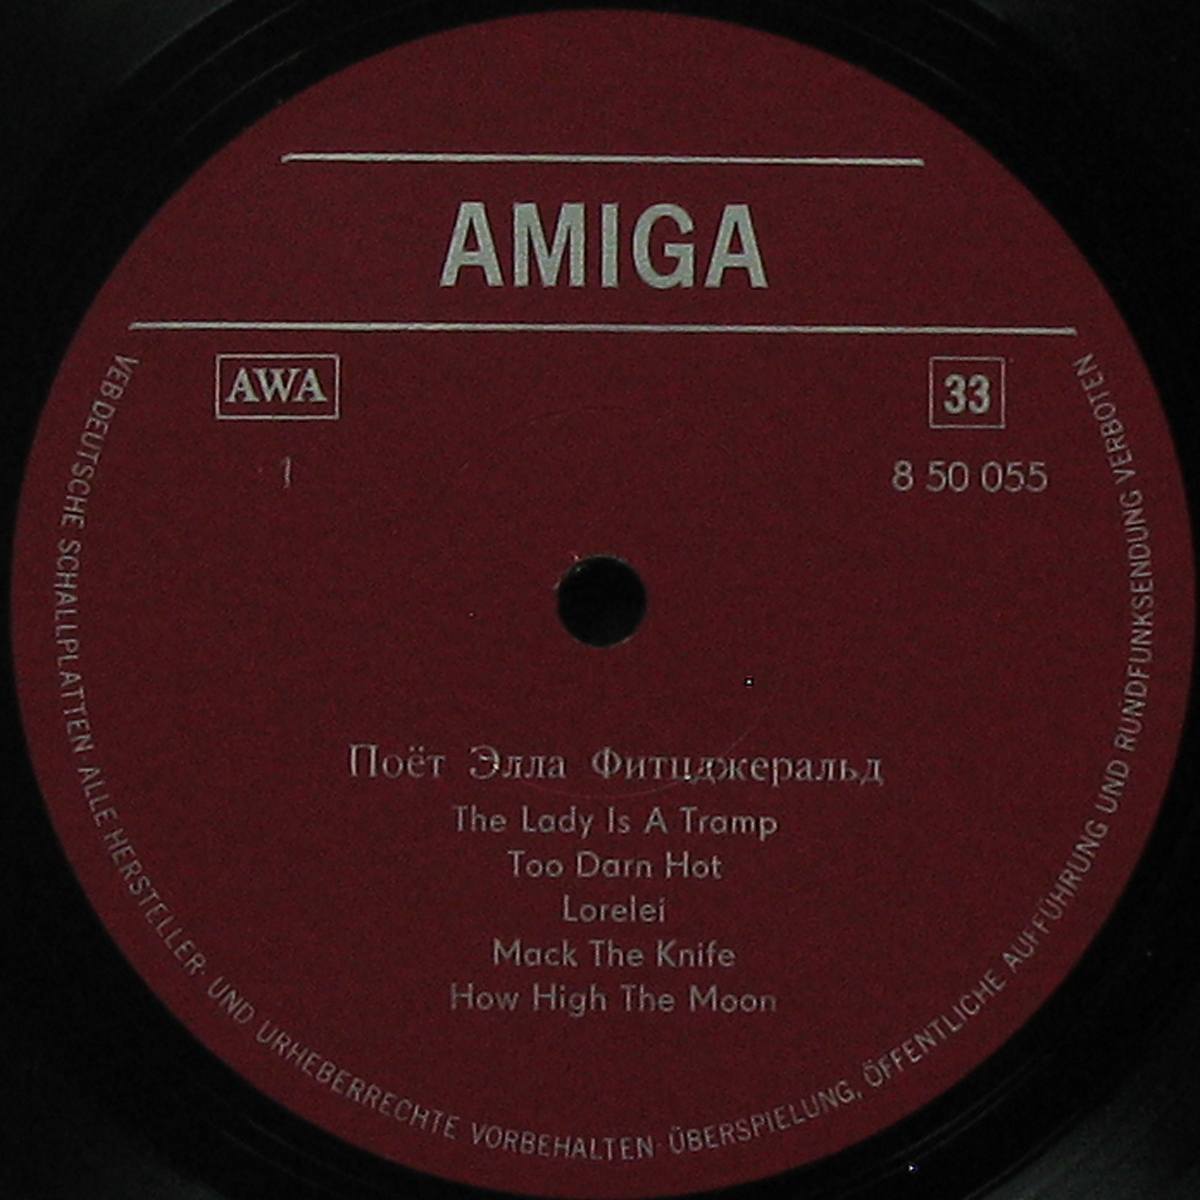 AMIGA
AWA
33
1
8 50 055
Поёт Элла Фитцджеральд
The Lady Is A Tramp
Too Darn Hot
Lorelei
Mack The Knife
How High The Moon
VEB DEUTSCHE SCHALLPLATTEN · ALLE HERSTELLER- UND URHEBERRECHTE VORBEHALTEN · ÜBERSPIELUNG, ÖFFENTLICHE AUFFÜHRUNG UND RUNDFUNKSENDUNG VERBOTEN